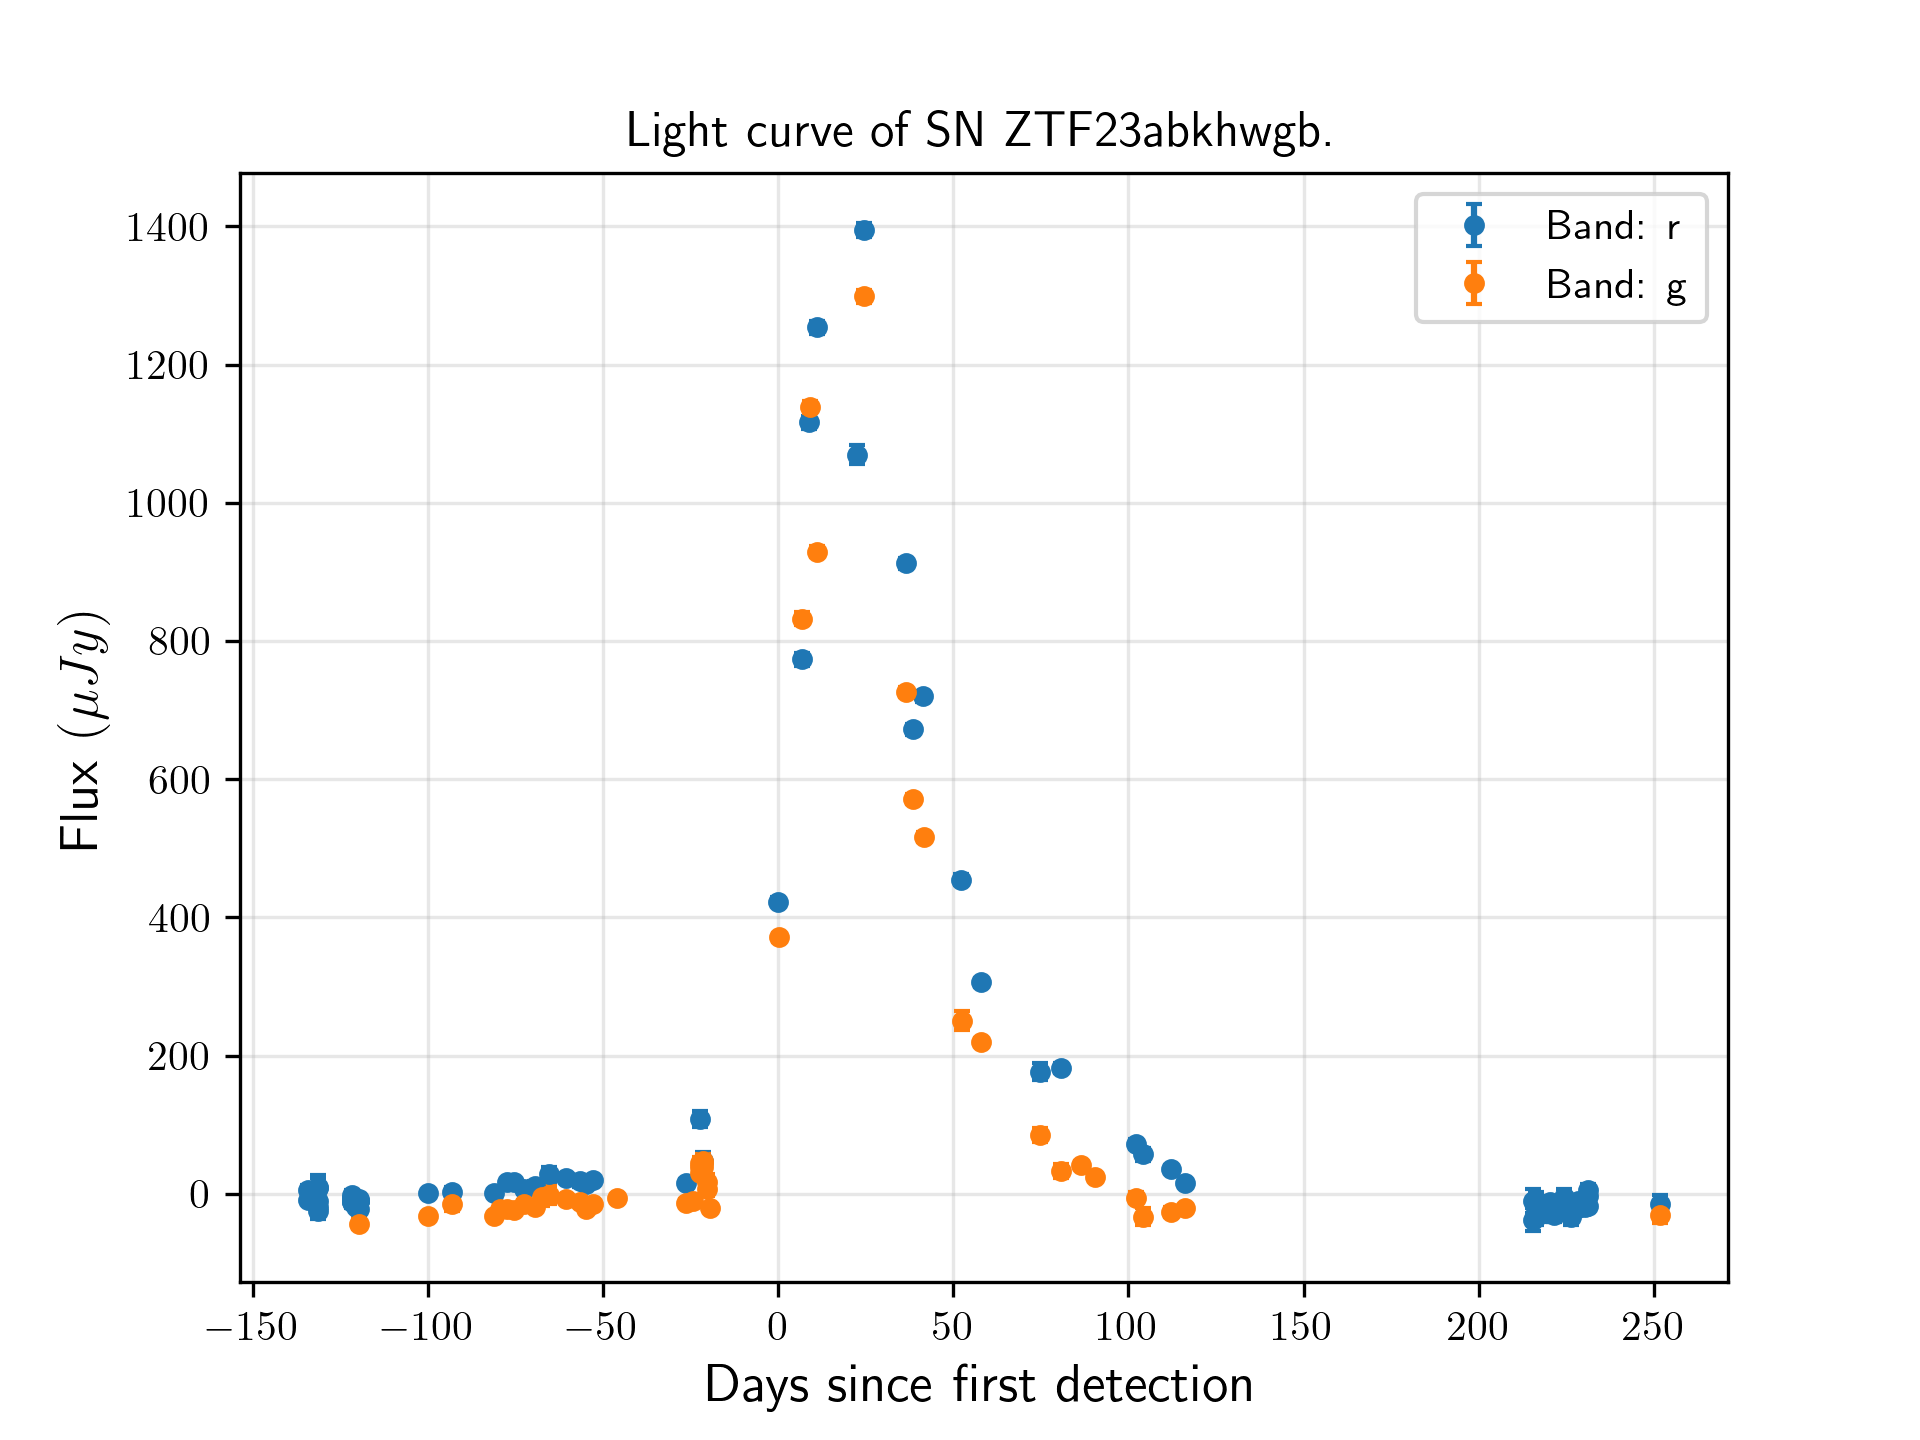 Light curve of SN ZTF23abkhwgb.
Band: r
Band: g
1400
1200
1000
800
600
400
200
0
Flux (μJy)
−150 −100 −50 0 50 100 150 200 250
Days since first detection